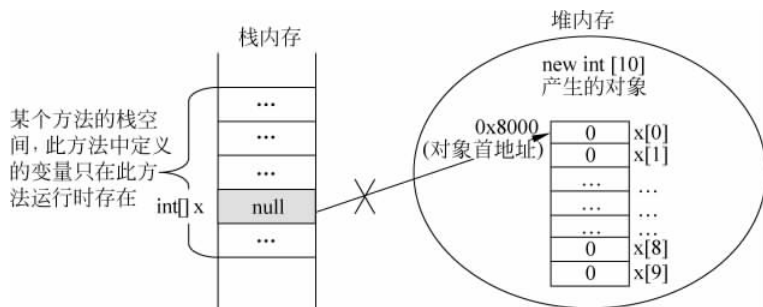 栈内存
某个方法的栈空
间，此方法中定义
的变量只在此方
法运行时存在
...
...
...
int[] x
null
...
堆内存
new int [10]
产生的对象
0x8000
(对象首地址)
0 x[0]
0 x[1]
... ...
... ...
... ...
0 x[8]
0 x[9]